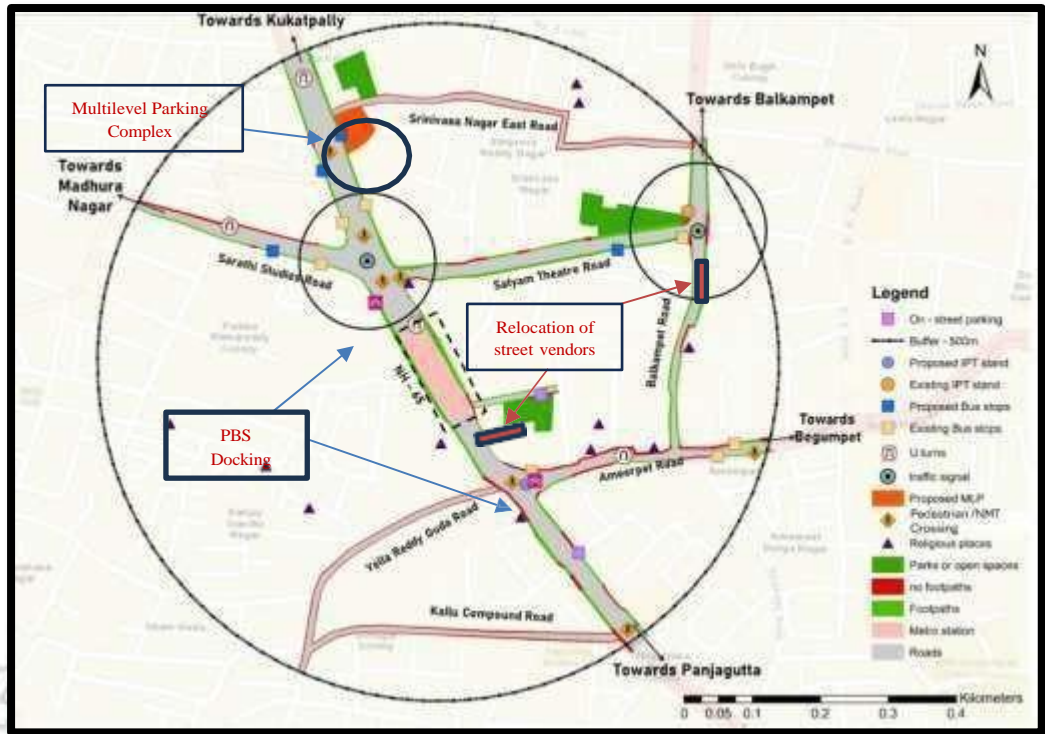 Towards Kukatpally
N
Multilevel Parking
Complex
Towards Balkampet
Srinivasa Nagar East Road
Towards
Madhura
Nagar
Sarathi Studios Road
Satyam Theatre Road
Relocation of
street vendors
Balkampet Road
NH - 65
PBS
Docking
Towards
Begumpet
Ameerpet Road
Yella Reddy Guda Road
Kallu Compound Road
Towards Panjagutta
Legend
On - street parking
Buffer - 500m
Proposed IPT stand
Existing IPT stand
Proposed Bus stops
Existing Bus stops
U turns
traffic signal
Proposed MLP
Pedestrian /NMT
Crossing
Religious places
Parks or open spaces
no footpaths
Footpaths
Metro station
Roads
Kilometers
0 0.05 0.1 0.2 0.3 0.4